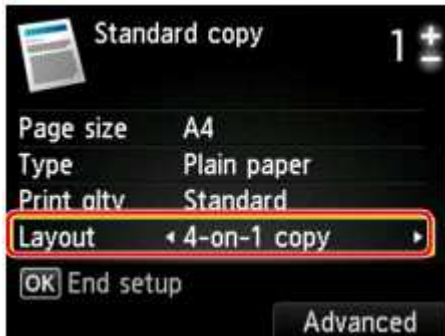 Standard copy 1
Page size A4
Type Plain paper
Print qlty Standard
Layout 4-on-1 copy
OK End setup
Advanced